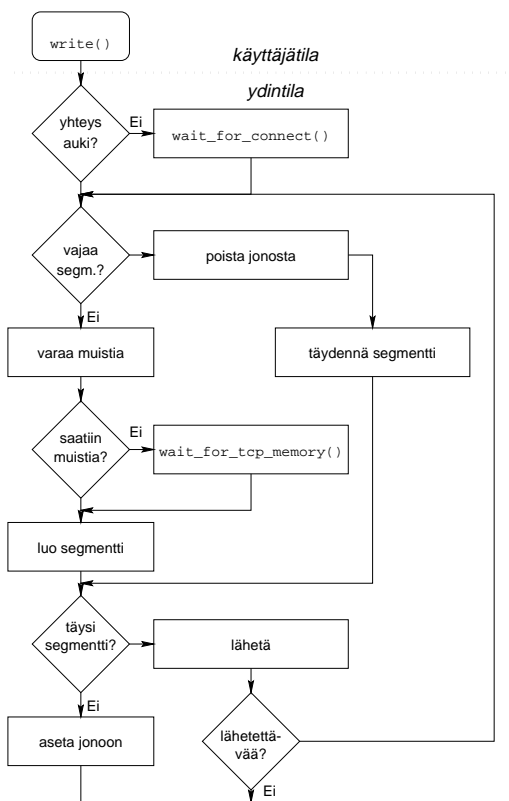 write()
käyttäjätila
ydintila
yhteys
auki?
Ei
wait_for_connect()
vajaa
segm.?
poista jonosta
Ei
varaa muistia
täydennä segmentti
saatiin
muistia?
Ei
wait_for_tcp_memory()
luo segmentti
täysi
segmentti?
lähetä
Ei
aseta jonoon
lähetettä-
vää?
Ei